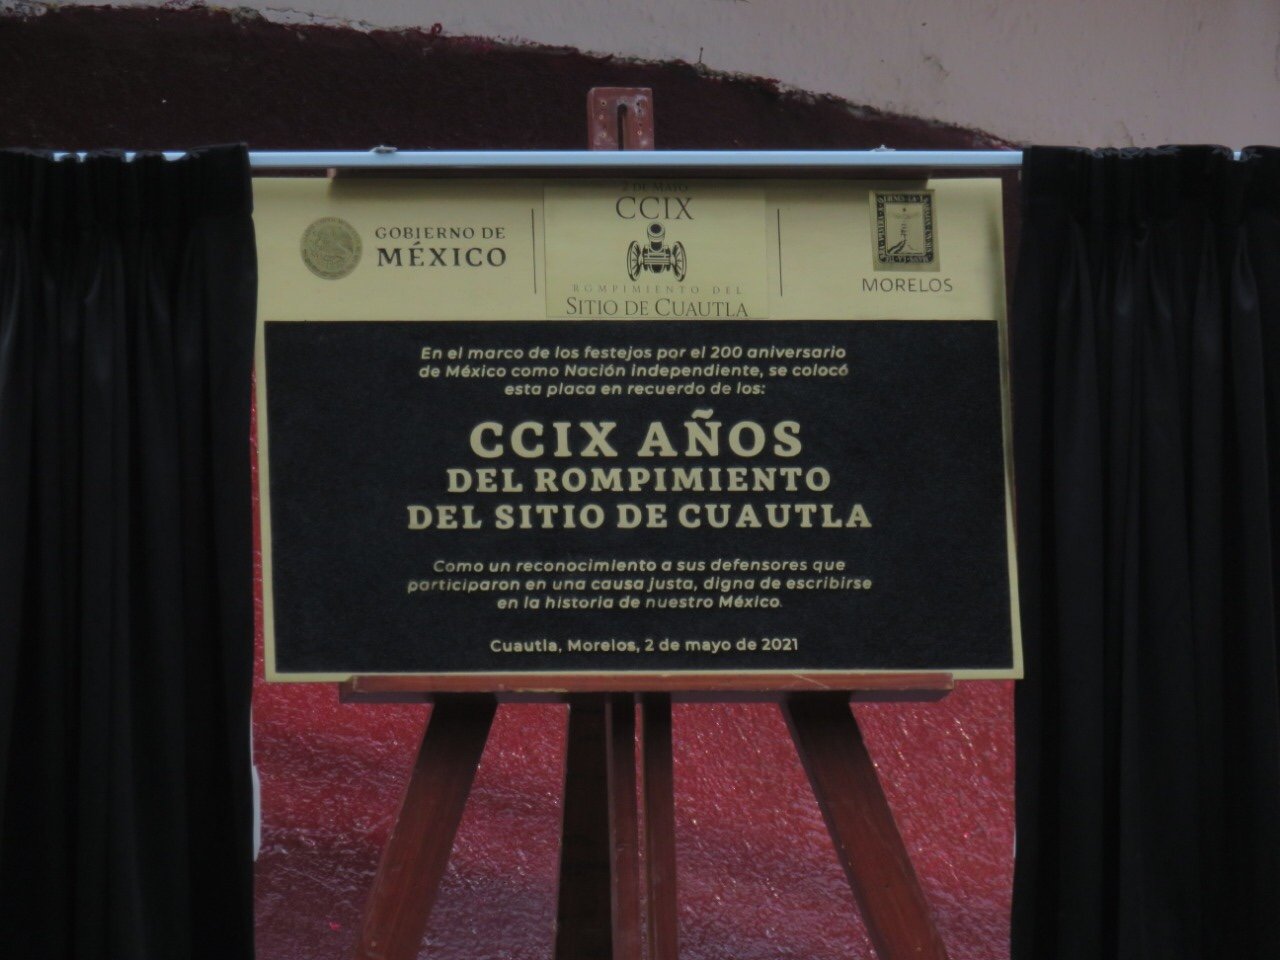 GOBIERNO DE
MÉXICO
2 DE MAYO
CCIX
ROMPIMIENTO DEL
SITIO DE CUAUTLA
MORELOS
En el marco de los festejos por el 200 aniversario
de México como Nación independiente, se colocó
esta placa en recuerdo de los:
CCIX AÑOS
DEL ROMPIMIENTO
DEL SITIO DE CUAUTLA
Como un reconocimiento a sus defensores que
participaron en una causa justa, digna de escribirse
en la historia de nuestro México.
Cuautla, Morelos, 2 de mayo de 2021